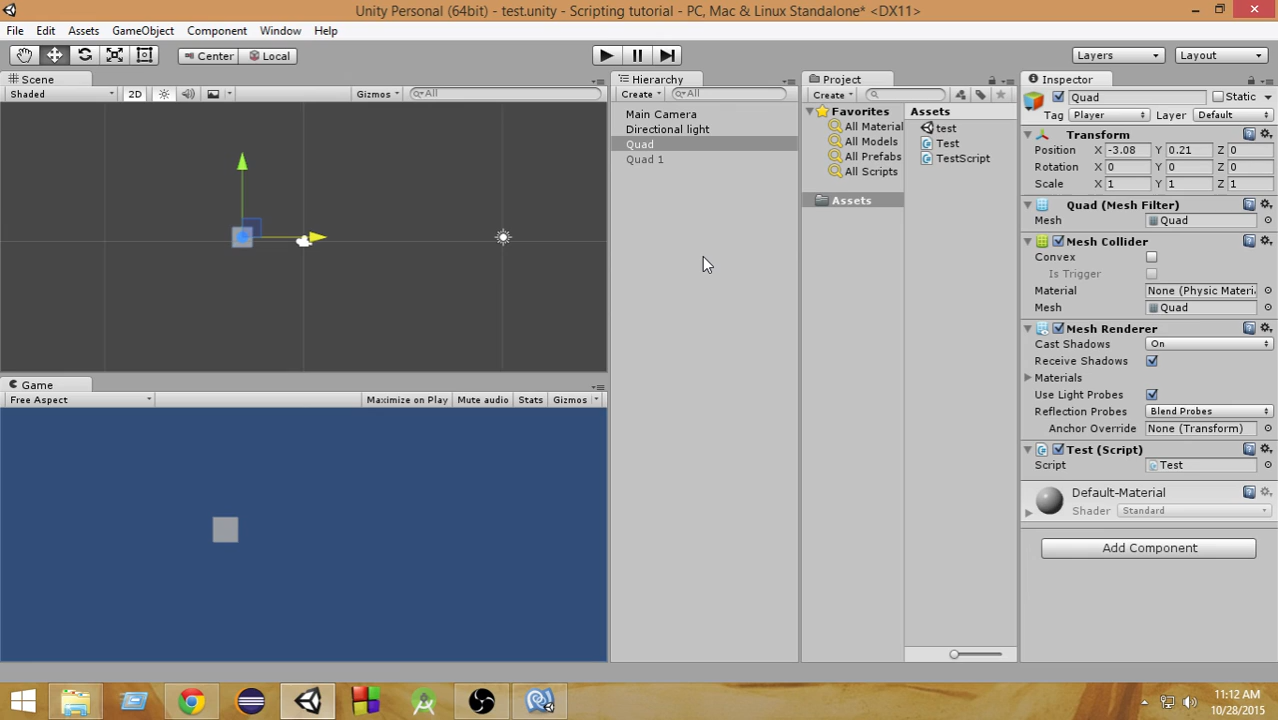 Unity Personal (64bit) - test.unity - Scripting tutorial - PC, Mac & Linux Standalone* <DX11>
File Edit Assets GameObject Component Window Help
Center Local Layers Layout
Scene
Shaded 2D Gizmos All
Hierarchy
Create All
Main Camera
Directional light
Quad
Quad 1
Project
Create
Favorites
All Material
All Models
All Prefabs
All Scripts
Assets
Assets
test
Test
TestScript
Inspector
Quad Static
Tag Player Layer Default
Transform
Position X -3.08 Y 0.21 Z 0
Rotation X 0 Y 0 Z 0
Scale X 1 Y 1 Z 1
Quad (Mesh Filter)
Mesh Quad
Mesh Collider
Convex
Is Trigger
Material None (Physic Materi
Mesh Quad
Mesh Renderer
Cast Shadows On
Receive Shadows
Materials
Use Light Probes
Reflection Probes Blend Probes
Anchor Override None (Transform)
Test (Script)
Script Test
Default-Material
Shader Standard
Add Component
Game
Free Aspect Maximize on Play Mute audio Stats Gizmos
11:12 AM
10/28/2015